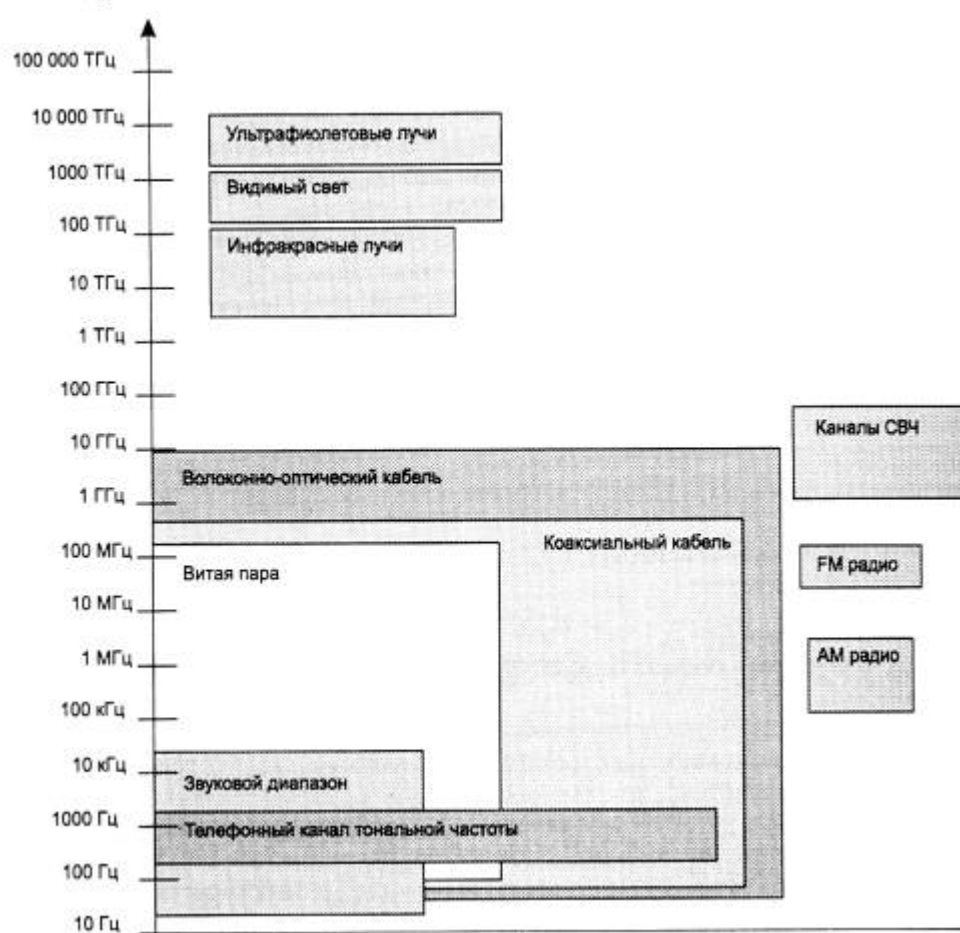 100 000 ТГц
10 000 ТГц
Ультрафиолетовые лучи
1000 ТГц
Видимый свет
100 ТГц
Инфракрасные лучи
10 ТГц
1 ТГц
100 ГГц
Каналы СВЧ
10 ГГц
Волоконно-оптический кабель
1 ГГц
Коаксиальный кабель
100 МГц
FM радио
Витая пара
10 МГц
1 МГц
AM радио
100 кГц
10 кГц
Звуковой диапазон
1000 Гц
Телефонный канал тональной частоты
100 Гц
10 Гц